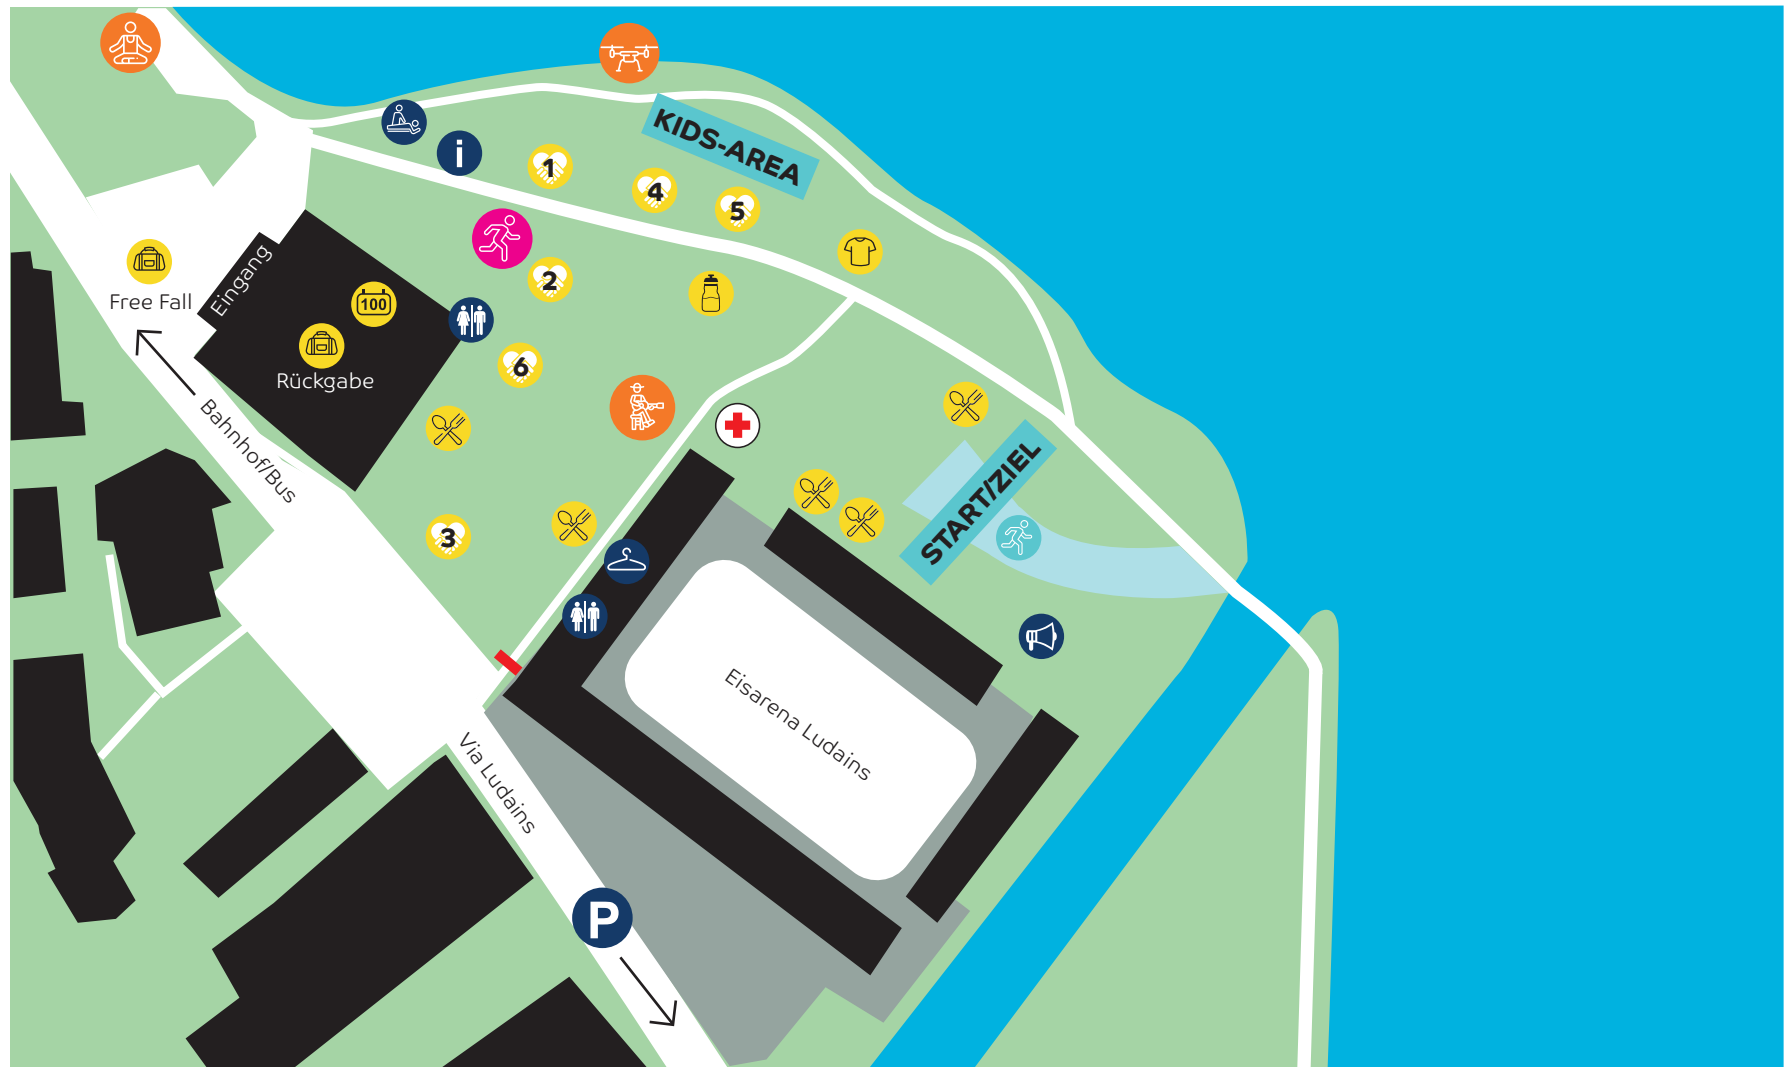 KIDS-AREA
i
1
4
5
2
Eingang
Free Fall
100
Rückgabe
6
Bahnhof/Bus
3
START/ZIEL
Eisarena Ludains
Via Ludains
P